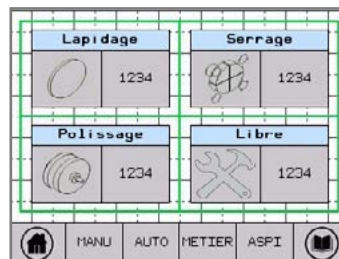 Lapidage Serrage
1234 1234
Polissage Libre
1234 1234
MANU AUTO METIER ASPI